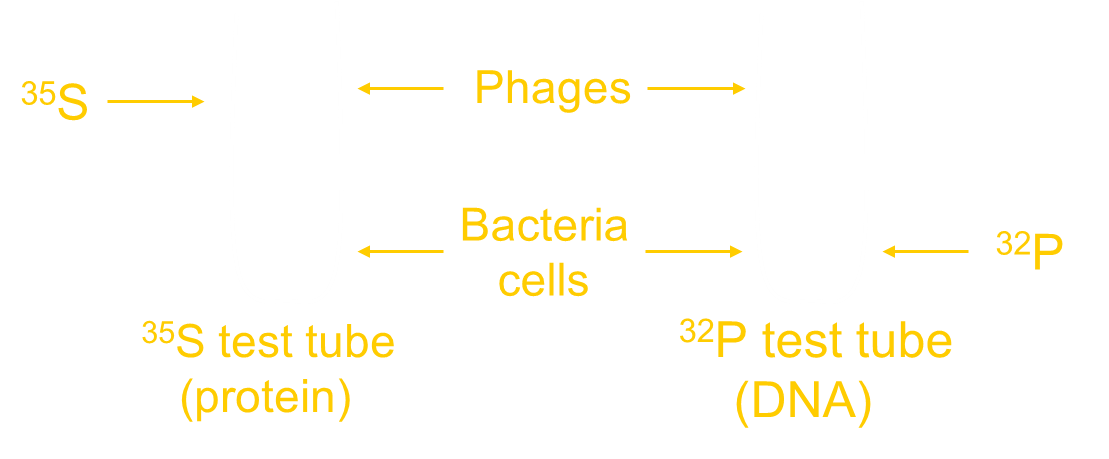 ³⁵S
Phages
Bacteria
cells
³²P
³⁵S test tube
(protein)
³²P test tube
(DNA)